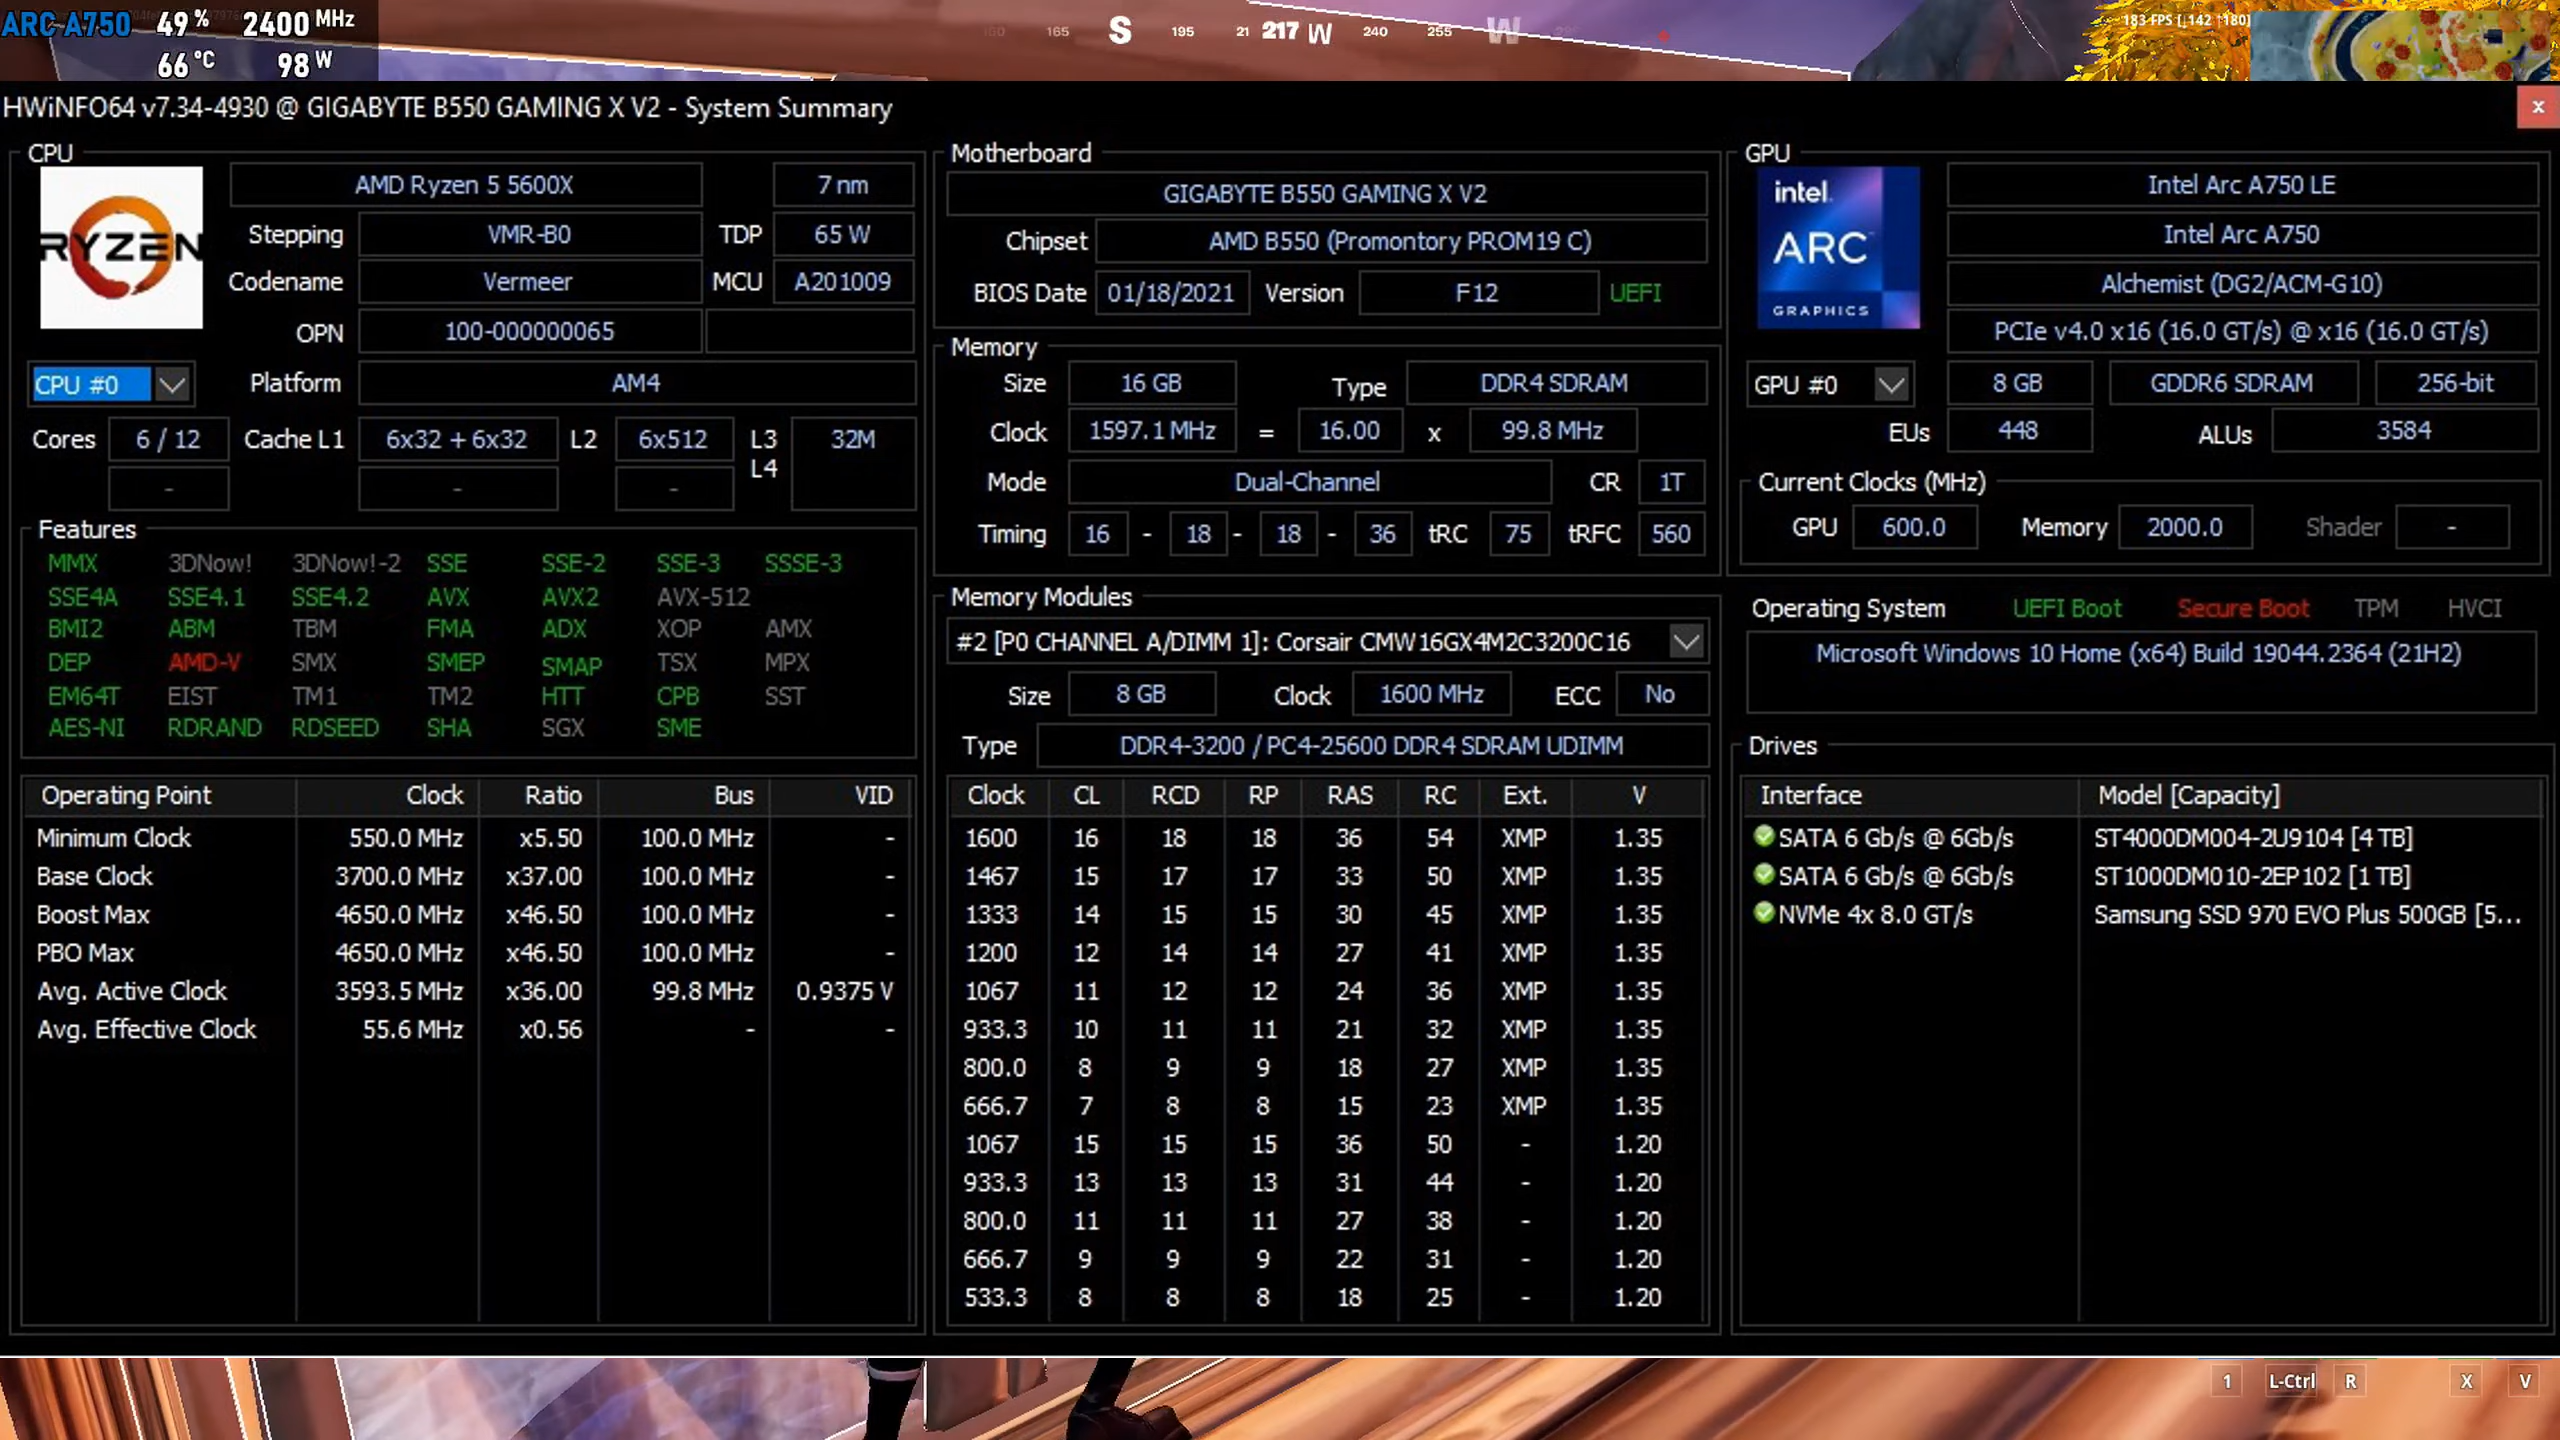 ARC A750 49 % 2400 MHz
66 °C 98 W
165 S 195 21 217 W 240 255 W
183 FPS [↓142 ↑180]
HWiNFO64 v7.34-4930 @ GIGABYTE B550 GAMING X V2 - System Summary
x
CPU
RYZEN
AMD Ryzen 5 5600X 7 nm
Stepping VMR-B0 TDP 65 W
Codename Vermeer MCU A201009
OPN 100-000000065
CPU #0 Platform AM4
Cores 6 / 12 Cache L1 6x32 + 6x32 L2 6x512 L3 32M
- - - L4
Features
MMX 3DNow! 3DNow!-2 SSE SSE-2 SSE-3 SSSE-3
SSE4A SSE4.1 SSE4.2 AVX AVX2 AVX-512
BMI2 ABM TBM FMA ADX XOP AMX
DEP AMD-V SMX SMEP SMAP TSX MPX
EM64T EIST TM1 TM2 HTT CPB SST
AES-NI RDRAND RDSEED SHA SGX SME
Operating Point Clock Ratio Bus VID
Minimum Clock 550.0 MHz x5.50 100.0 MHz -
Base Clock 3700.0 MHz x37.00 100.0 MHz -
Boost Max 4650.0 MHz x46.50 100.0 MHz -
PBO Max 4650.0 MHz x46.50 100.0 MHz -
Avg. Active Clock 3593.5 MHz x36.00 99.8 MHz 0.9375 V
Avg. Effective Clock 55.6 MHz x0.56 - -
Motherboard
GIGABYTE B550 GAMING X V2
Chipset AMD B550 (Promontory PROM19 C)
BIOS Date 01/18/2021 Version F12 UEFI
Memory
Size 16 GB Type DDR4 SDRAM
Clock 1597.1 MHz = 16.00 x 99.8 MHz
Mode Dual-Channel CR 1T
Timing 16 - 18 - 18 - 36 tRC 75 tRFC 560
Memory Modules
#2 [P0 CHANNEL A/DIMM 1]: Corsair CMW16GX4M2C3200C16
Size 8 GB Clock 1600 MHz ECC No
Type DDR4-3200 / PC4-25600 DDR4 SDRAM UDIMM
Clock CL RCD RP RAS RC Ext. V
1600 16 18 18 36 54 XMP 1.35
1467 15 17 17 33 50 XMP 1.35
1333 14 15 15 30 45 XMP 1.35
1200 12 14 14 27 41 XMP 1.35
1067 11 12 12 24 36 XMP 1.35
933.3 10 11 11 21 32 XMP 1.35
800.0 8 9 9 18 27 XMP 1.35
666.7 7 8 8 15 23 XMP 1.35
1067 15 15 15 36 50 - 1.20
933.3 13 13 13 31 44 - 1.20
800.0 11 11 11 27 38 - 1.20
666.7 9 9 9 22 31 - 1.20
533.3 8 8 8 18 25 - 1.20
GPU
intel.
ARC
GRAPHICS
Intel Arc A750 LE
Intel Arc A750
Alchemist (DG2/ACM-G10)
PCIe v4.0 x16 (16.0 GT/s) @ x16 (16.0 GT/s)
GPU #0 8 GB GDDR6 SDRAM 256-bit
EUs 448 ALUs 3584
Current Clocks (MHz)
GPU 600.0 Memory 2000.0 Shader -
Operating System UEFI Boot Secure Boot TPM HVCI
Microsoft Windows 10 Home (x64) Build 19044.2364 (21H2)
Drives
Interface Model [Capacity]
SATA 6 Gb/s @ 6Gb/s ST4000DM004-2U9104 [4 TB]
SATA 6 Gb/s @ 6Gb/s ST1000DM010-2EP102 [1 TB]
NVMe 4x 8.0 GT/s Samsung SSD 970 EVO Plus 500GB [5...
1 L-Ctrl R X V